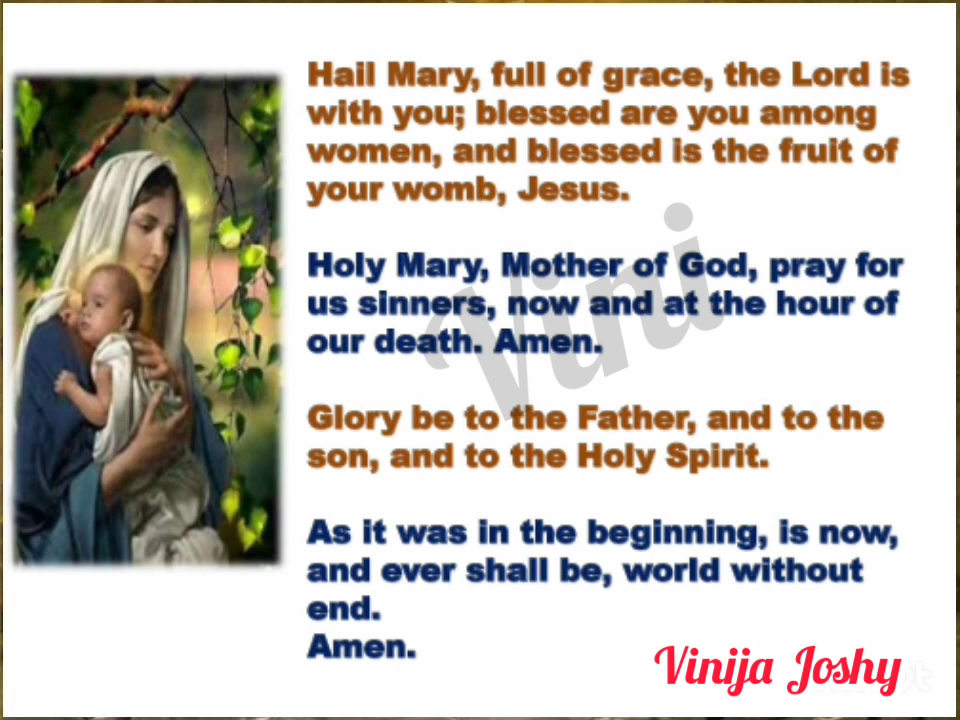 Hail Mary, full of grace, the Lord is
with you; blessed are you among
women, and blessed is the fruit of
your womb, Jesus.
Holy Mary, Mother of God, pray for
us sinners, now and at the hour of
our death. Amen.
Glory be to the Father, and to the
son, and to the Holy Spirit.
As it was in the beginning, is now,
and ever shall be, world without
end.
Amen.
Vini
Vinija Joshy